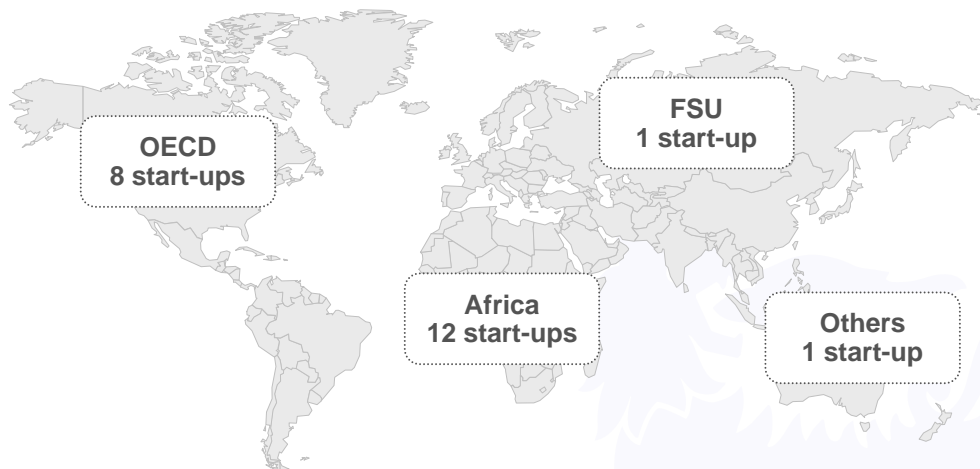 OECD
8 start-ups
FSU
1 start-up
Africa
12 start-ups
Others
1 start-up